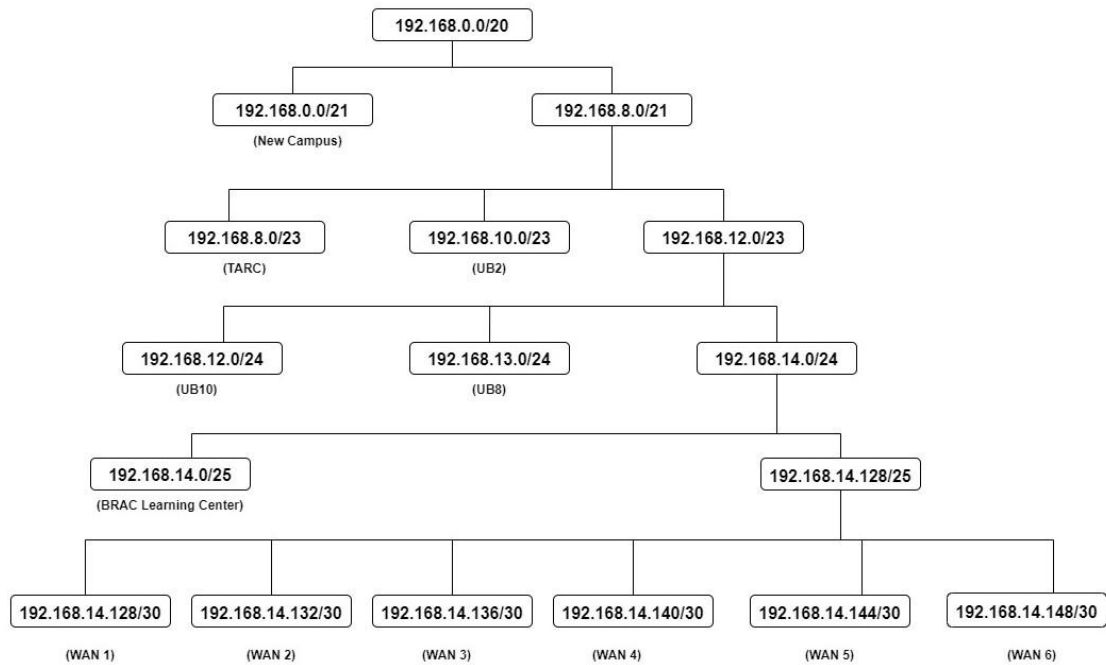 192.168.0.0/20
192.168.0.0/21
192.168.8.0/21
(New Campus)
192.168.8.0/23
192.168.10.0/23
192.168.12.0/23
(TARC)
(UB2)
192.168.12.0/24
192.168.13.0/24
192.168.14.0/24
(UB10)
(UB8)
192.168.14.0/25
192.168.14.128/25
(BRAC Learning Center)
192.168.14.128/30
192.168.14.132/30
192.168.14.136/30
192.168.14.140/30
192.168.14.144/30
192.168.14.148/30
(WAN 1)
(WAN 2)
(WAN 3)
(WAN 4)
(WAN 5)
(WAN 6)